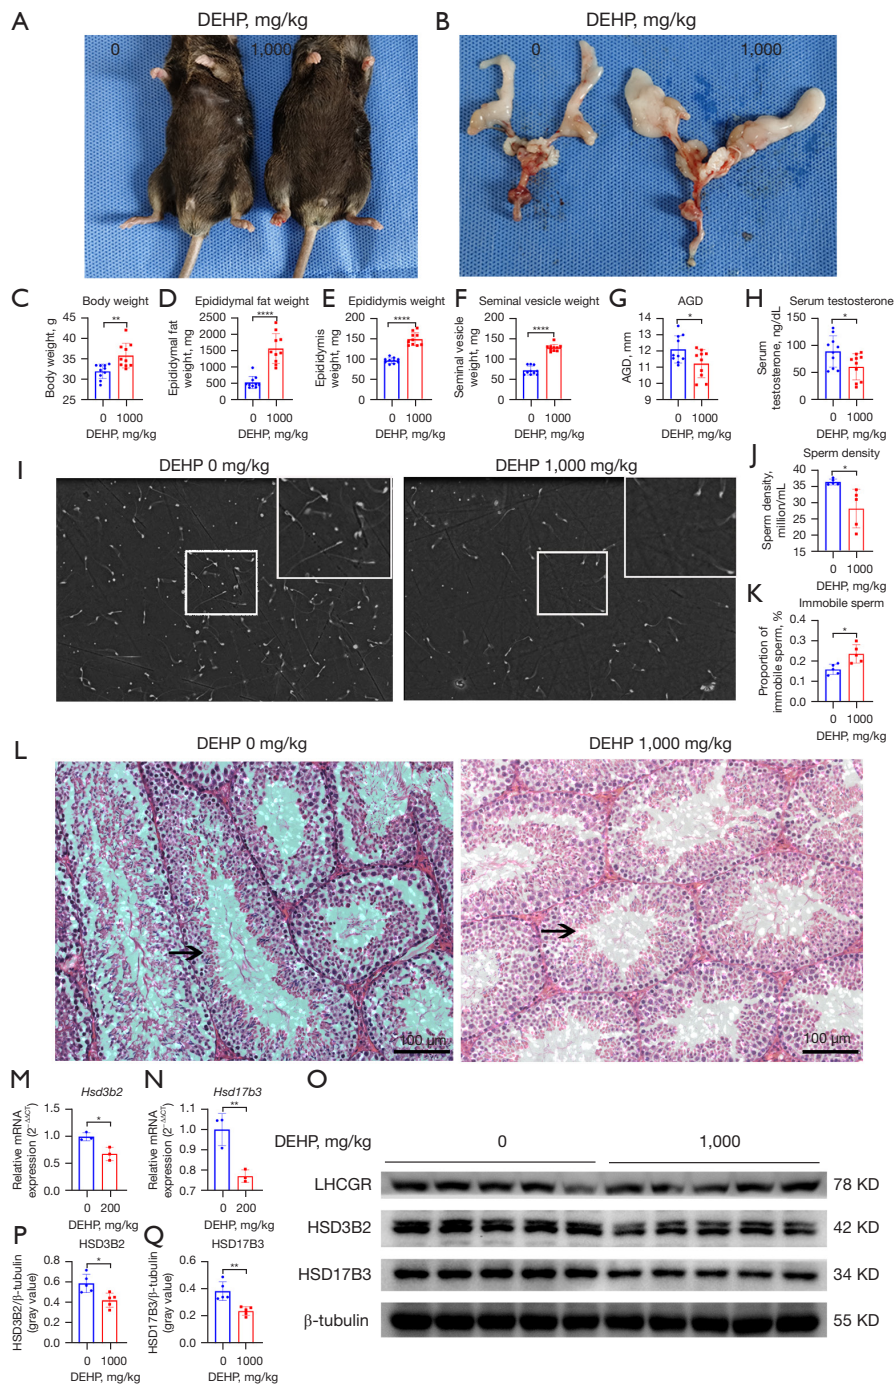 A
DEHP, mg/kg
0
1,000
B
DEHP, mg/kg
0
1,000
C
Body weight
Body weight, g
45
40
35
30
25
**
0
1000
DEHP, mg/kg
D
Epididymal fat weight
Epididymal fat
weight, mg
2500
2000
1500
1000
500
0
****
0
1000
DEHP, mg/kg
E
Epididymis weight
Epididymis
weight, mg
200
150
100
50
0
****
0
1000
DEHP, mg/kg
F
Seminal vesicle weight
Seminal vesicle
weight, mg
200
150
100
50
0
****
0
1000
DEHP, mg/kg
G
AGD
AGD, mm
14
13
12
11
10
9
*
0
1000
DEHP, mg/kg
H
Serum testosterone
Serum
testosterone, ng/dL
150
100
50
0
*
0
1000
DEHP, mg/kg
I
DEHP 0 mg/kg
DEHP 1,000 mg/kg
J
Sperm density
Sperm density,
million/mL
40
35
30
25
20
15
*
0
1000
DEHP, mg/kg
K
Immobile sperm
Proportion of
immobile sperm, %
0.4
0.3
0.2
0.1
0.0
*
0
1000
DEHP, mg/kg
L
DEHP 0 mg/kg
DEHP 1,000 mg/kg
100 μm
100 μm
M
Hsd3b2
Relative mRNA
expression (2⁻ΔΔCT)
1.5
1.0
0.5
0.0
*
0
200
DEHP, mg/kg
N
Hsd17b3
Relative mRNA
expression (2⁻ΔΔCT)
1.1
1.0
0.9
0.8
0.7
**
0
200
DEHP, mg/kg
O
DEHP, mg/kg
0
1,000
LHCGR
78 KD
HSD3B2
42 KD
HSD17B3
34 KD
β-tubulin
55 KD
P
HSD3B2
HSD3B2/β-tubulin
(gray value)
0.8
0.6
0.4
0.2
0.0
*
0
1000
DEHP, mg/kg
Q
HSD17B3
HSD17B3/β-tubulin
(gray value)
0.6
0.4
0.2
0.0
**
0
1000
DEHP, mg/kg